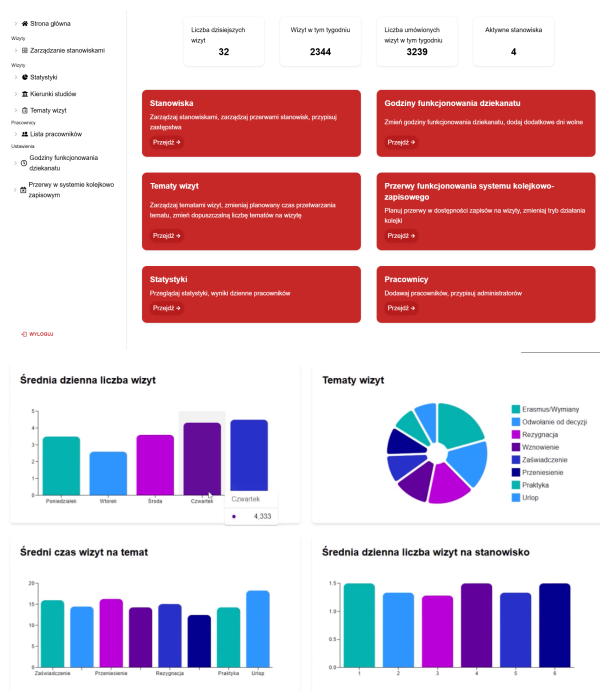 Strona główna
Wizyty
Zarządzanie stanowiskami
Wizyty
Statystyki
Kierunki studiów
Tematy wizyt
Pracownicy
Lista pracowników
Ustawienia
Godziny funkcjonowania
dziekanatu
Przerwy w systemie kolejkowo
zapisowym
WYLOGUJ
Liczba dzisiejszych
wizyt
32
Wizyt w tym tygodniu
2344
Liczba umówionych
wizyt w tym tygodniu
3239
Aktywne stanowiska
4
Stanowiska
Zarządzaj stanowiskami, zarządzaj przerwami stanowisk, przypisuj
zastępstwa
Przejdź →
Godziny funkcjonowania dziekanatu
Zmień godziny funkcjonowania dziekanatu, dodaj dodatkowe dni wolne
Przejdź →
Tematy wizyt
Zarządzaj tematami wizyt, zmieniaj planowany czas przetwarzania
tematu, zmień dopuszczalną liczbę tematów na wizytę
Przejdź →
Przerwy funkcjonowania systemu kolejkowo-
zapisowego
Planuj przerwy w dostępności zapisów na wizyty, zmieniaj tryb działania
kolejki
Przejdź →
Statystyki
Przeglądaj statystyki, wyniki dzienne pracowników
Przejdź →
Pracownicy
Dodawaj pracowników, przypisuj administratorów
Przejdź →
Średnia dzienna liczba wizyt
5
4
3
2
1
0
Poniedziałek Wtorek Środa Czwartek
Czwartek
4,333
Tematy wizyt
Erasmus/Wymiany
Odwołanie od decyzji
Rezygnacja
Wznowienie
Zaświadczenie
Przeniesienie
Praktyka
Urlop
Średni czas wizyt na temat
20
15
10
5
0
Zaświadczenie Przeniesienie Rezygnacja Praktyka Urlop
Średnia dzienna liczba wizyt na stanowisko
1.5
1.0
0.5
0.0
1 2 3 4 5 6